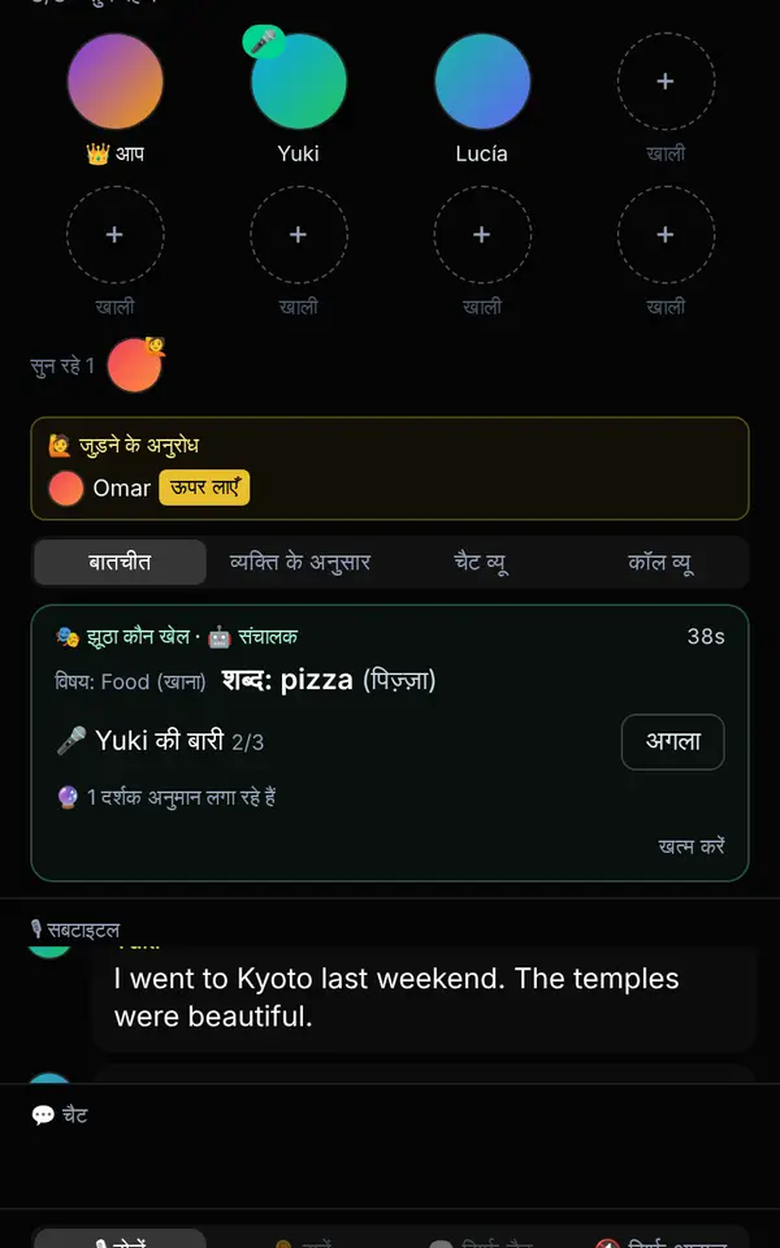 आप
Yuki
Lucía
खाली
खाली
खाली
खाली
खाली
सुन रहे 1
जुड़ने के अनुरोध
Omar ऊपर लाएँ
बातचीत व्यक्ति के अनुसार चैट व्यू कॉल व्यू
झूठा कौन खेल · संचालक 38s
विषय: Food (खाना) शब्द: pizza (पिज़्ज़ा)
Yuki की बारी 2/3 अगला
1 दर्शक अनुमान लगा रहे हैं
खत्म करें
सबटाइटल
I went to Kyoto last weekend. The temples
were beautiful.
चैट